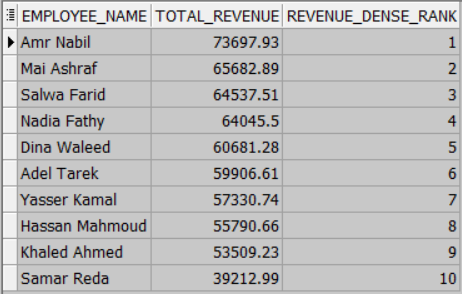 EMPLOYEE_NAME TOTAL_REVENUE REVENUE_DENSE_RANK
Amr Nabil 73697.93 1
Mai Ashraf 65682.89 2
Salwa Farid 64537.51 3
Nadia Fathy 64045.5 4
Dina Waleed 60681.28 5
Adel Tarek 59906.61 6
Yasser Kamal 57330.74 7
Hassan Mahmoud 55790.66 8
Khaled Ahmed 53509.23 9
Samar Reda 39212.99 10